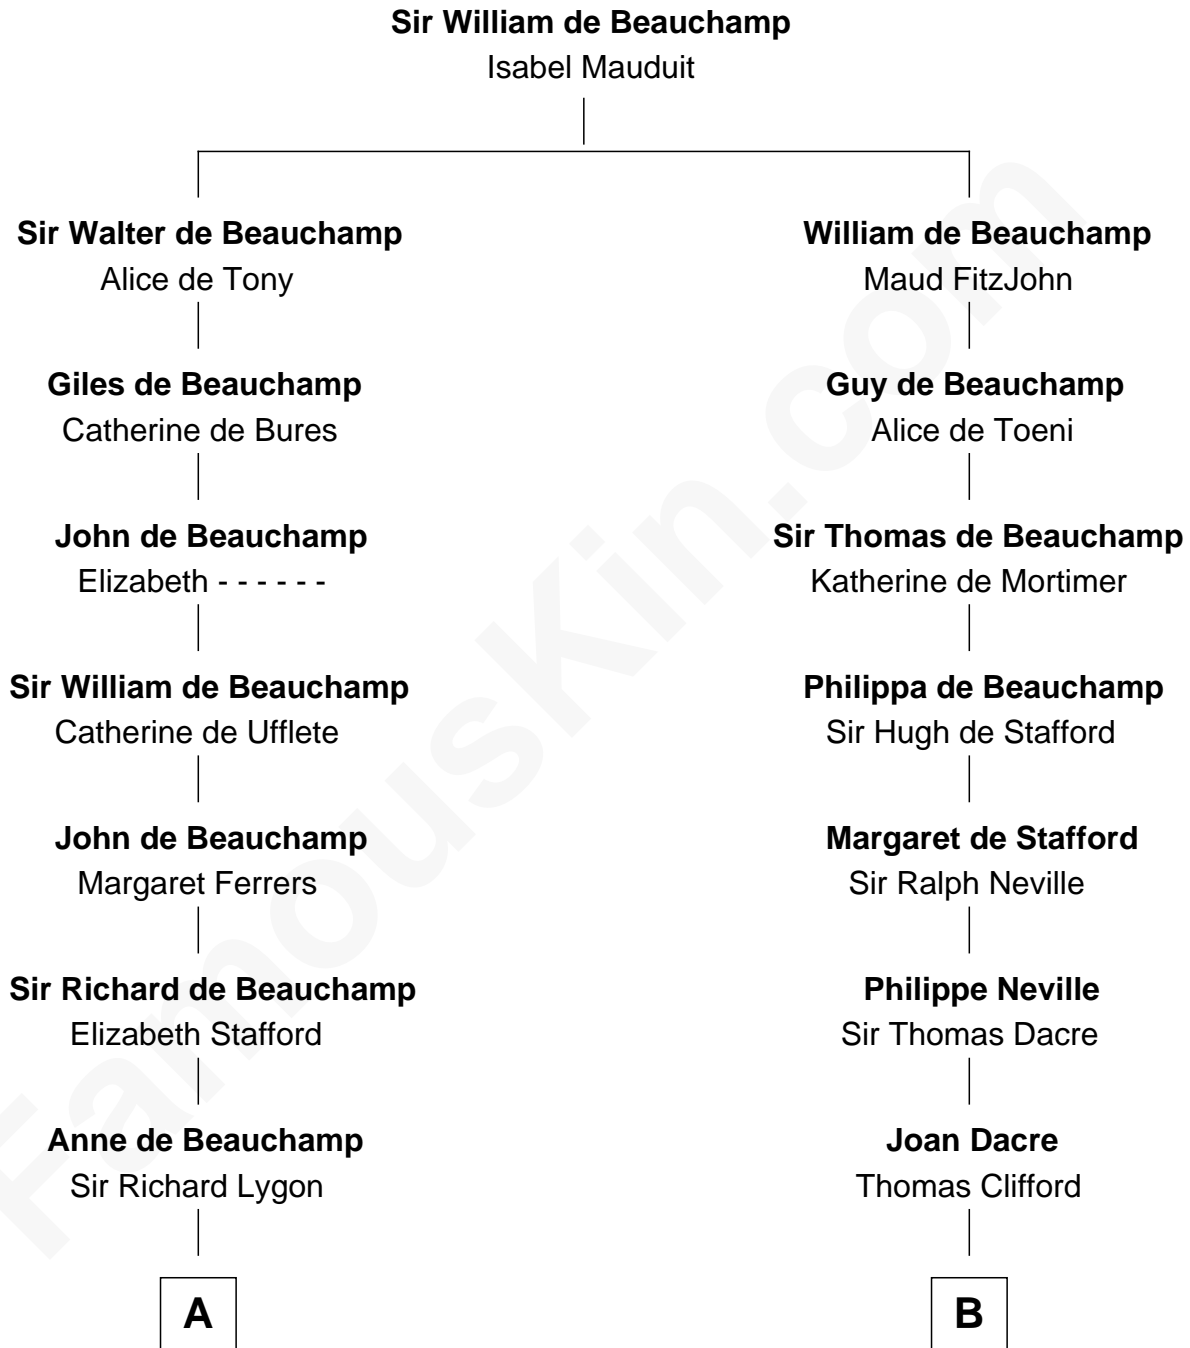 Sir William de Beauchamp
Isabel Mauduit
Sir Walter de Beauchamp
Alice de Tony
William de Beauchamp
Maud FitzJohn
Giles de Beauchamp
Catherine de Bures
Guy de Beauchamp
Alice de Toeni
John de Beauchamp
Elizabeth - - - - - -
Sir Thomas de Beauchamp
Katherine de Mortimer
Sir William de Beauchamp
Catherine de Ufflete
Philippa de Beauchamp
Sir Hugh de Stafford
John de Beauchamp
Margaret Ferrers
Margaret de Stafford
Sir Ralph Neville
Sir Richard de Beauchamp
Elizabeth Stafford
Philippe Neville
Sir Thomas Dacre
Anne de Beauchamp
Sir Richard Lygon
Joan Dacre
Thomas Clifford
A
B
FamousKin.com